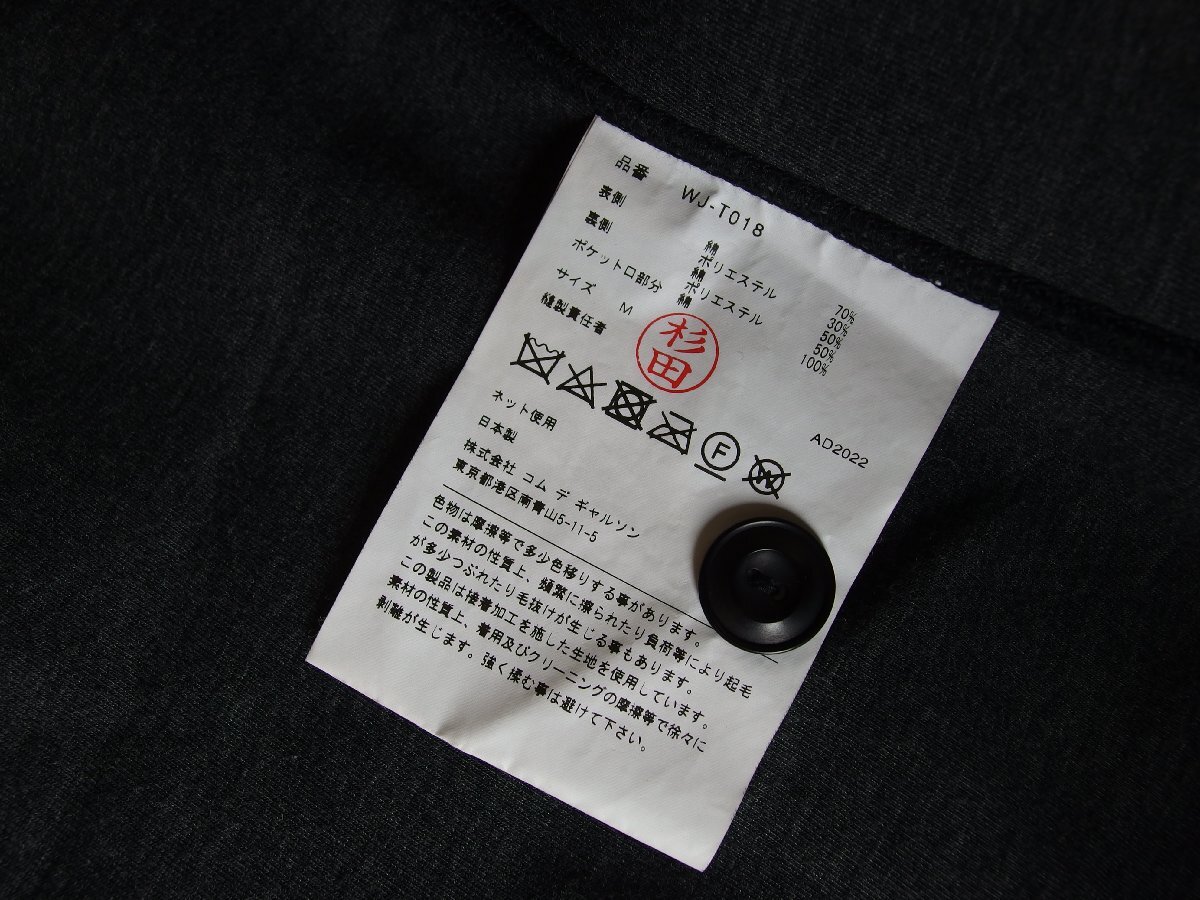 品番 WJ-T018
表側 綿 70%
ポリエステル 30%
裏側 綿 50%
ポリエステル 50%
ポケット口部分 綿 100%
サイズ M
縫製責任者 杉田
AD2022
F
W
ネット使用
日本製
株式会社 コム デ ギャルソン
東京都港区南青山5-11-5
色物は摩擦等で多少色移りする事があります。
この素材の性質上、頻繁に擦られたり負荷等により起毛
が多少つぶれたり毛抜けが生じる事もあります。
この製品は接着加工を施した生地を使用しています。
素材の性質上、着用及びクリーニングの摩擦等で徐々に
剥離が生じます。強く揉む事は避けて下さい。